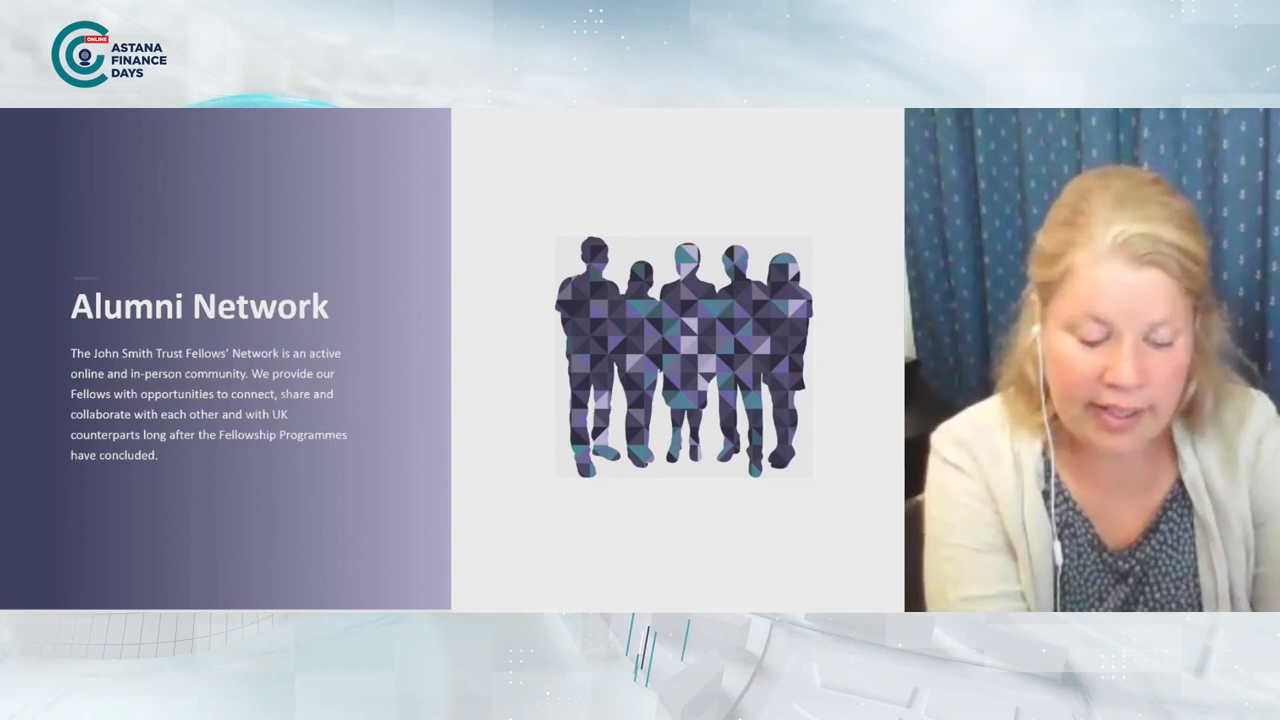 ONLINE
ASTANA
FINANCE
DAYS
Alumni Network
The John Smith Trust Fellows' Network is an active
online and in-person community. We provide our
Fellows with opportunities to connect, share and
collaborate with each other and with UK
counterparts long after the Fellowship Programmes
have concluded.